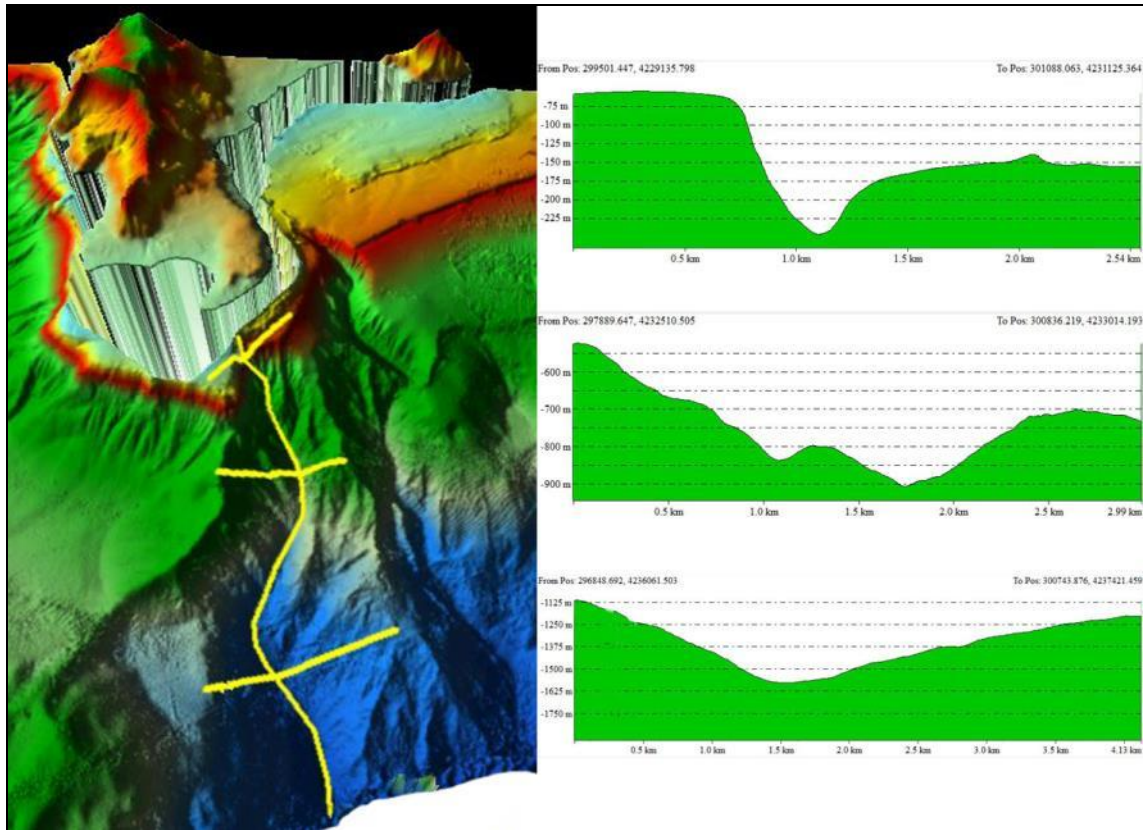 From Pos: 299501.447, 4229135.798 To Pos: 301088.063, 4231125.364
-75 m
-100 m
-125 m
-150 m
-175 m
-200 m
-225 m
0.5 km 1.0 km 1.5 km 2.0 km 2.54 km
From Pos: 297889.647, 4232510.505 To Pos: 300836.219, 4233014.193
-600 m
-700 m
-800 m
-900 m
0.5 km 1.0 km 1.5 km 2.0 km 2.5 km 2.99 km
From Pos: 296848.692, 4236061.503 To Pos: 300743.876, 4237421.459
-1125 m
-1250 m
-1375 m
-1500 m
-1625 m
-1750 m
0.5 km 1.0 km 1.5 km 2.0 km 2.5 km 3.0 km 3.5 km 4.13 km